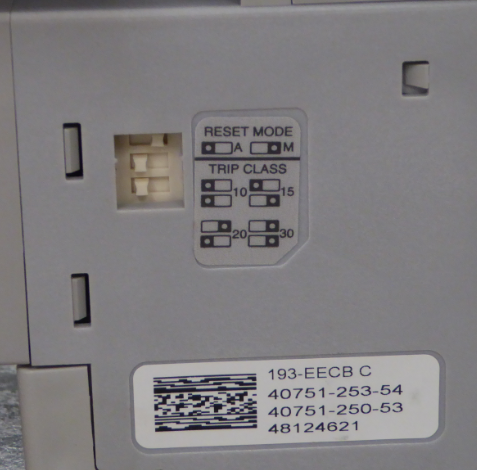 RESET MODE
A M
TRIP CLASS
10 15
20 30
193-EECB C
40751-253-54
40751-250-53
48124621